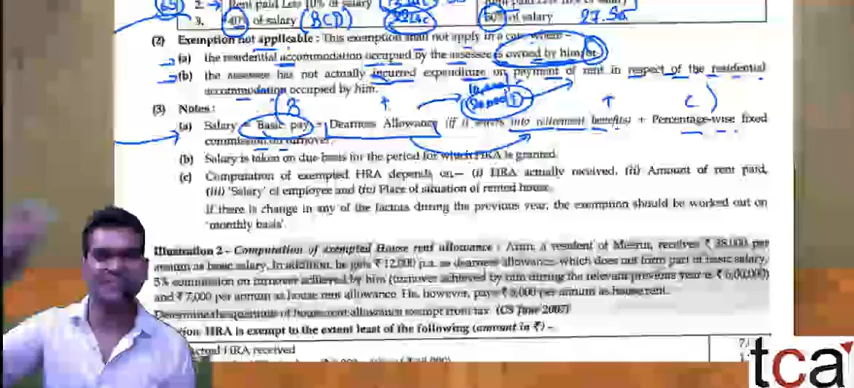 2. → Rent paid Less 10% of salary
3. 40% of salary (BCD) 50% of salary 27.50
(2) Exemption not applicable : This exemption shall not apply in a case where
(a) the residential accommodation occupied by the assessee is owned by him; or
(b) the assessee has not actually incurred expenditure on payment of rent in respect of the residential
accommodation occupied by him.
(3) Notes :
(a) Salary = Basic pay + Dearness Allowance (if it enters into retirement benefits) + Percentage-wise fixed
commission on turnover.
(b) Salary is taken on due basis for the period for which HRA is granted.
(c) Computation of exempted HRA depends on— (i) HRA actually received, (ii) Amount of rent paid,
(iii) 'Salary' of employee and (iv) Place of situation of rented house.
If there is change in any of the factors during the previous year, the exemption should be worked out on
'monthly basis'.
Illustration 2 - Computation of exempted House rent allowance : a resident of receives ₹ 38,000 per
annum as basic salary. In addition, he gets ₹ 12,000 p.a. as dearness allowance, which does not form part of basic salary,
5% commission on turnover achieved by him (turnover achieved by him during the relevant previous year is ₹ 6,00,000)
and ₹ 7,000 per annum as house rent allowance. He, however, pays ₹ 8,000 per annum as house rent.
Determine the quantum of house rent allowance exempt from tax. (CS June 2007)
HRA is exempt to the extent least of the following (amount in ₹) –
HRA received
tca